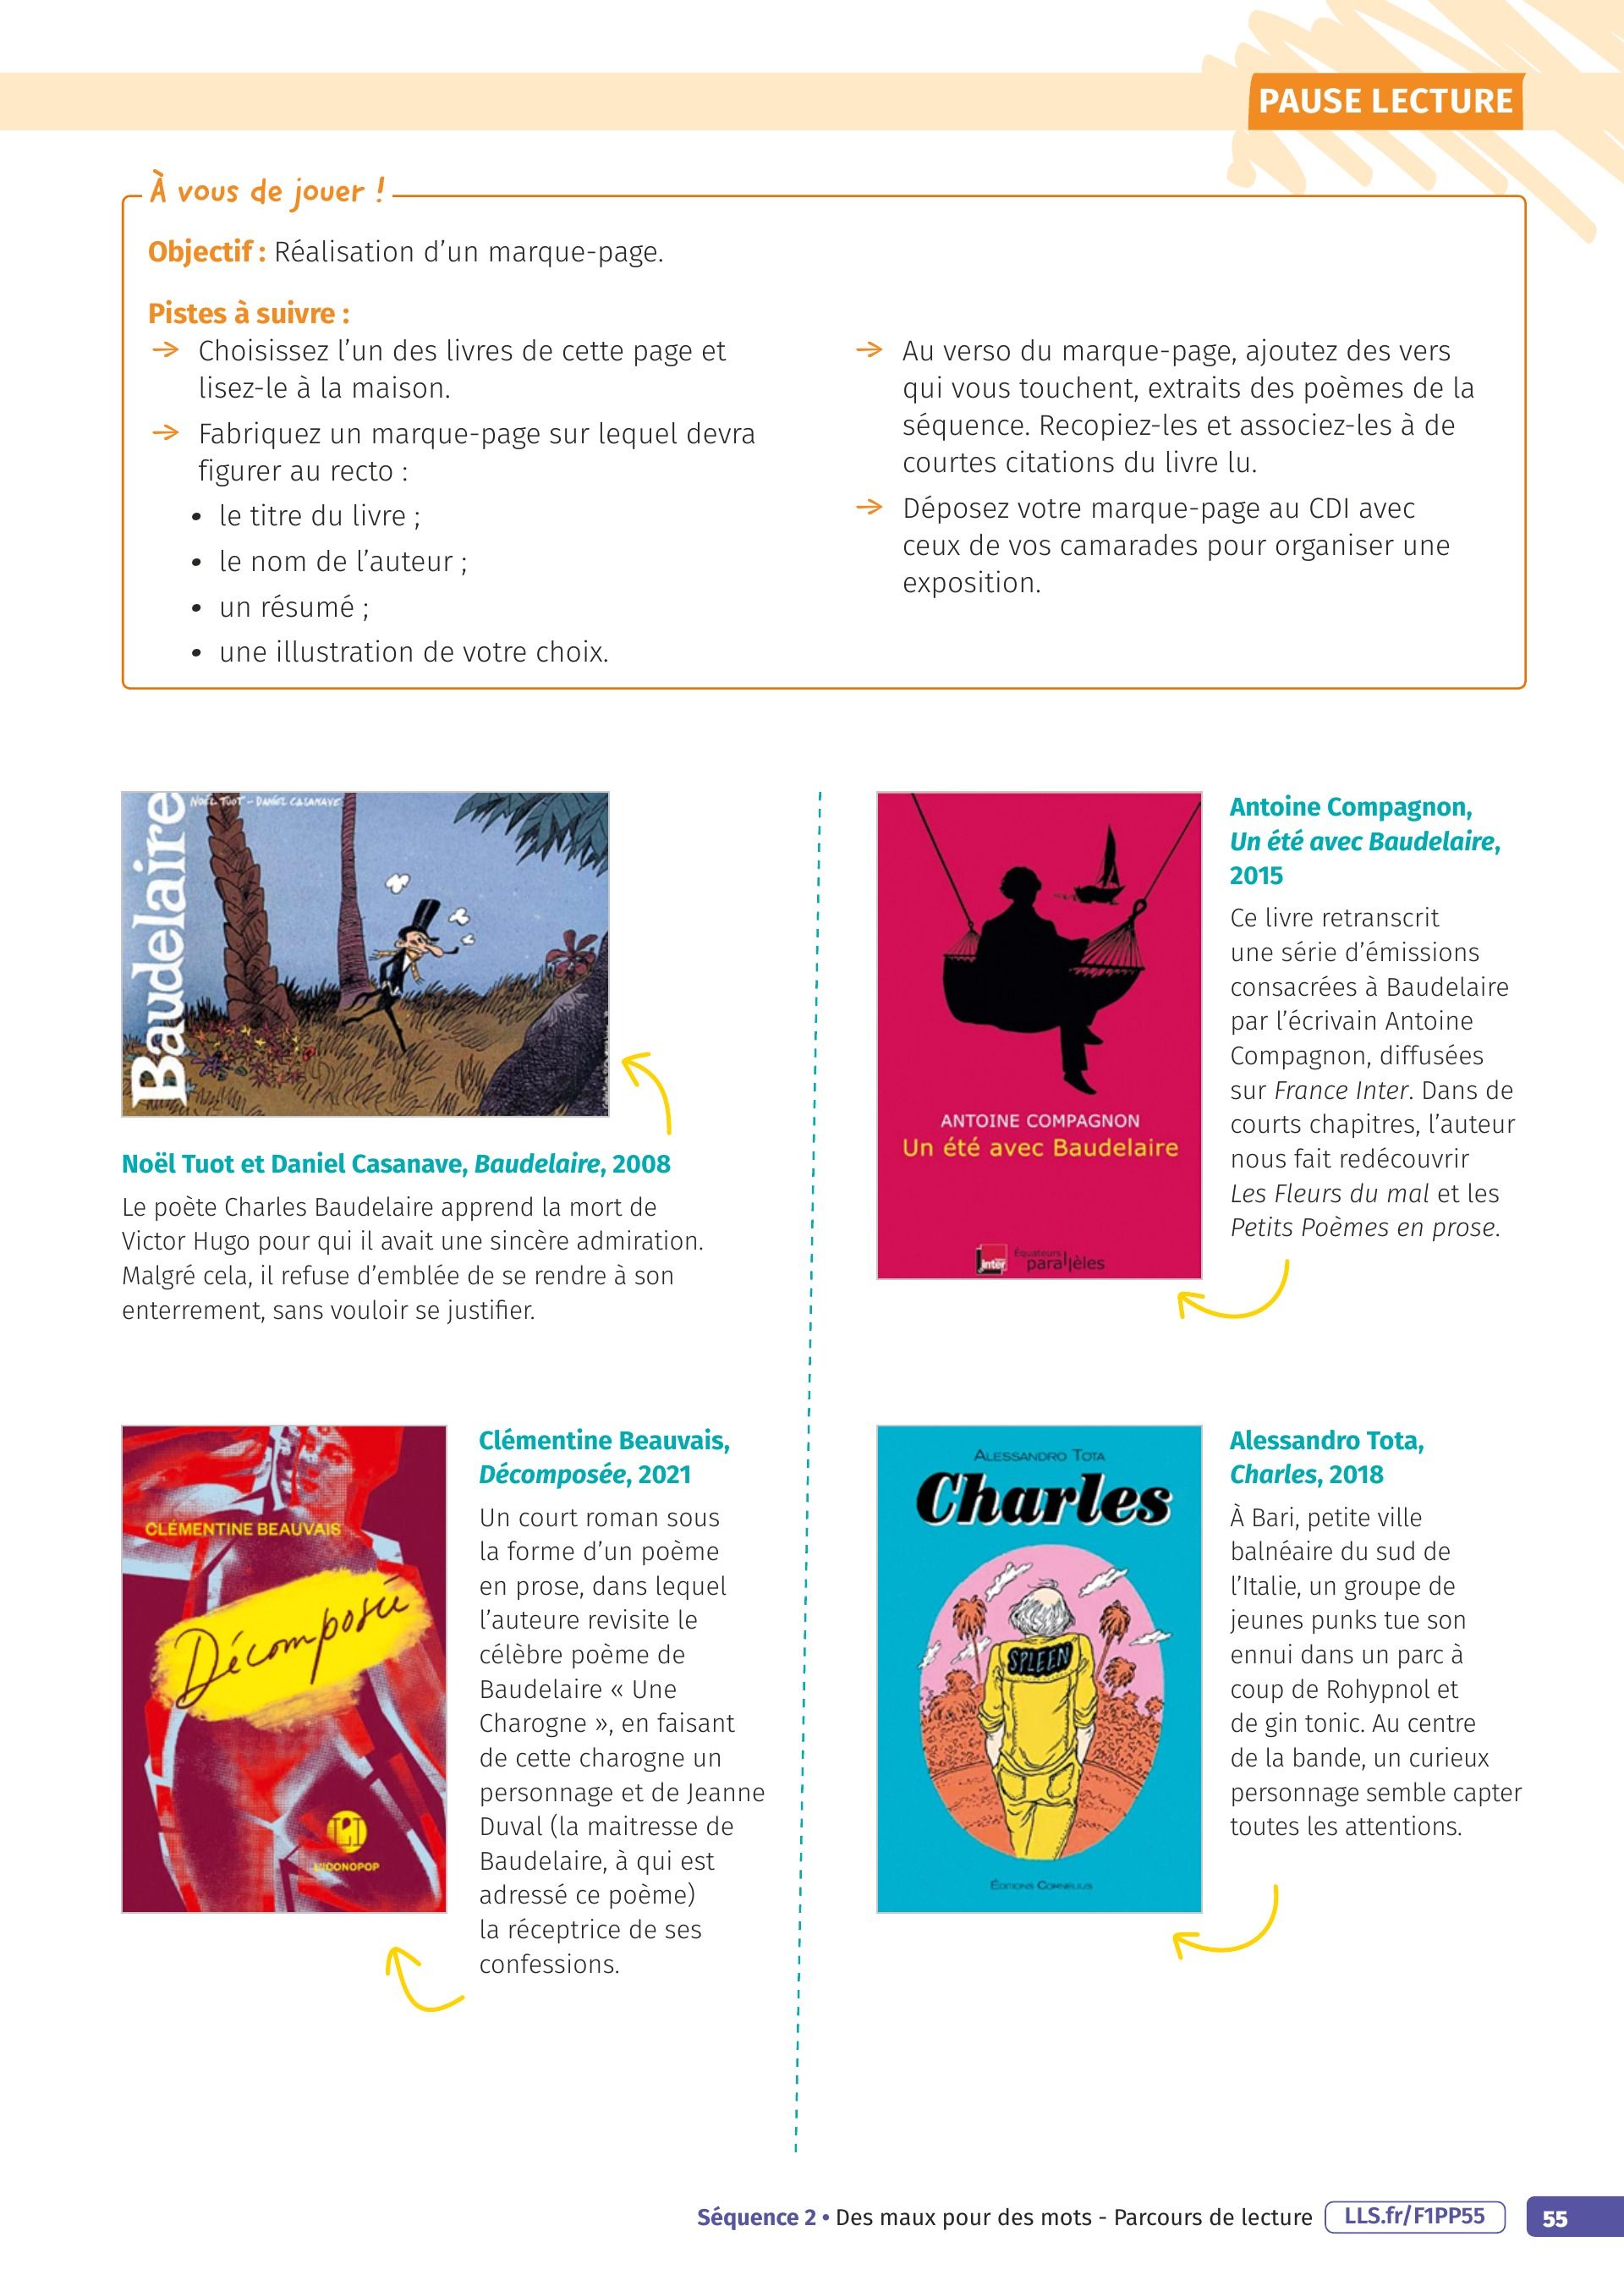 PAUSE LECTURE
À vous de jouer !
Objectif : Réalisation d’un marque-page.
Pistes à suivre :
→ Choisissez l’un des livres de cette page et
lisez-le à la maison.
→ Fabriquez un marque-page sur lequel devra
figurer au recto :
• le titre du livre ;
• le nom de l’auteur ;
• un résumé ;
• une illustration de votre choix.
→ Au verso du marque-page, ajoutez des vers
qui vous touchent, extraits des poèmes de la
séquence. Recopiez-les et associez-les à de
courtes citations du livre lu.
→ Déposez votre marque-page au CDI avec
ceux de vos camarades pour organiser une
exposition.
NOËL TUOT - DANIEL CASANAVE
Baudelaire
Noël Tuot et Daniel Casanave, Baudelaire, 2008
Le poète Charles Baudelaire apprend la mort de
Victor Hugo pour qui il avait une sincère admiration.
Malgré cela, il refuse d’emblée de se rendre à son
enterrement, sans vouloir se justifier.
ANTOINE COMPAGNON
Un été avec Baudelaire
inter
Équateurs
parallèles
Antoine Compagnon,
Un été avec Baudelaire,
2015
Ce livre retranscrit
une série d’émissions
consacrées à Baudelaire
par l’écrivain Antoine
Compagnon, diffusées
sur France Inter. Dans de
courts chapitres, l’auteur
nous fait redécouvrir
Les Fleurs du mal et les
Petits Poèmes en prose.
CLÉMENTINE BEAUVAIS
Décomposée
LI
L'ICONOPOP
Clémentine Beauvais,
Décomposée, 2021
Un court roman sous
la forme d’un poème
en prose, dans lequel
l’auteure revisite le
célèbre poème de
Baudelaire « Une
Charogne », en faisant
de cette charogne un
personnage et de Jeanne
Duval (la maitresse de
Baudelaire, à qui est
adressé ce poème)
la réceptrice de ses
confessions.
ALESSANDRO TOTA
Charles
SPLEEN
ÉDITIONS CORNÉLIUS
Alessandro Tota,
Charles, 2018
À Bari, petite ville
balnéaire du sud de
l’Italie, un groupe de
jeunes punks tue son
ennui dans un parc à
coup de Rohypnol et
de gin tonic. Au centre
de la bande, un curieux
personnage semble capter
toutes les attentions.
Séquence 2 • Des maux pour des mots - Parcours de lecture LLS.fr/F1PP55 55